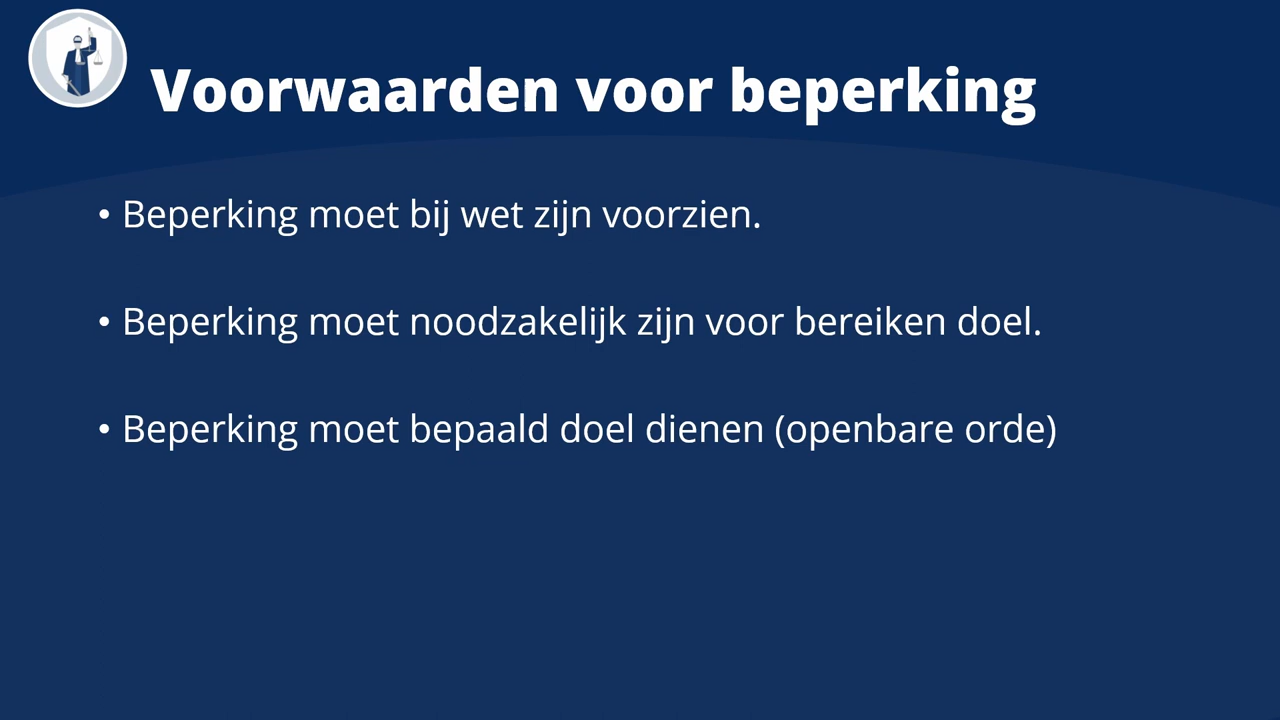 Voorwaarden voor beperking
• Beperking moet bij wet zijn voorzien.
• Beperking moet noodzakelijk zijn voor bereiken doel.
• Beperking moet bepaald doel dienen (openbare orde)